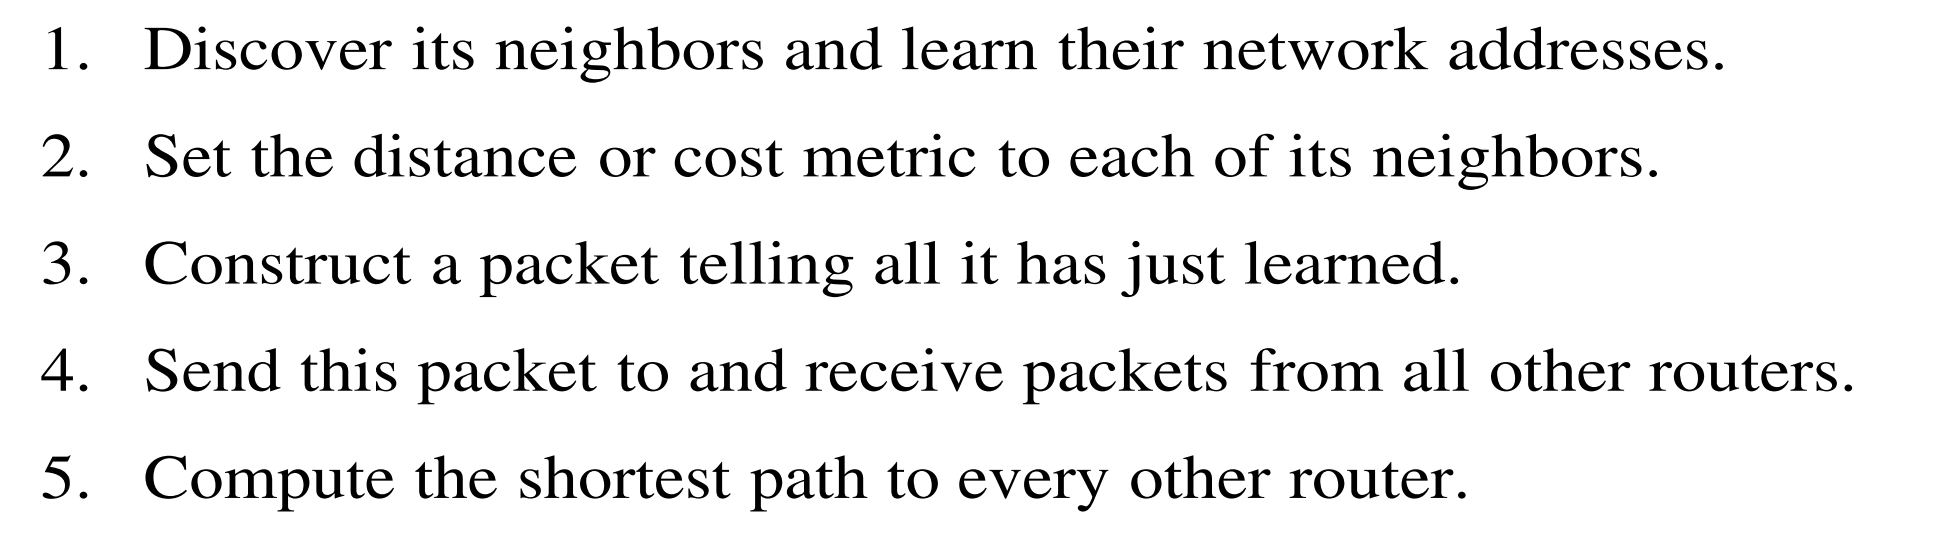 1. Discover its neighbors and learn their network addresses.
2. Set the distance or cost metric to each of its neighbors.
3. Construct a packet telling all it has just learned.
4. Send this packet to and receive packets from all other routers.
5. Compute the shortest path to every other router.